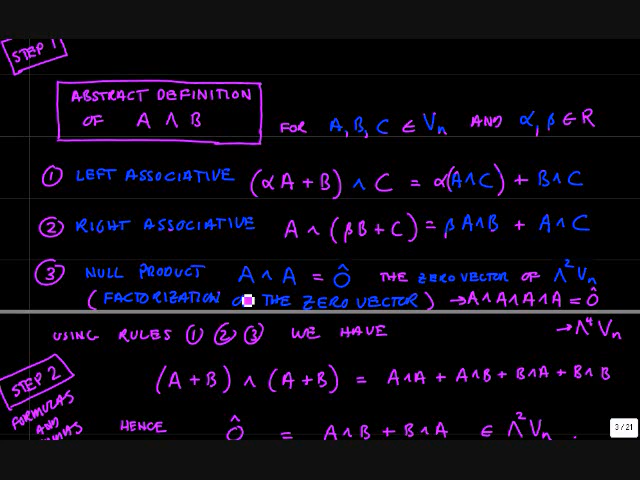 STEP 1
ABSTRACT DEFINITION
OF A ∧ B
FOR A, B, C ∈ Vn AND α, β ∈ R
① LEFT ASSOCIATIVE (αA + B) ∧ C = α(A∧C) + B∧C
② RIGHT ASSOCIATIVE A ∧ (βB + C) = βA∧B + A∧C
③ NULL PRODUCT A∧A = Ô THE ZERO VECTOR OF Λ²Vn
(FACTORIZATION OF THE ZERO VECTOR) → A∧A∧A∧A = Ô
USING RULES ① ② ③ WE HAVE → Λ⁴Vn
STEP 2
(A+B) ∧ (A+B) = A∧A + A∧B + B∧A + B∧B
FORMULAS
AND
HENCE Ô = A∧B + B∧A ∈ Λ²Vn.
3 / 21